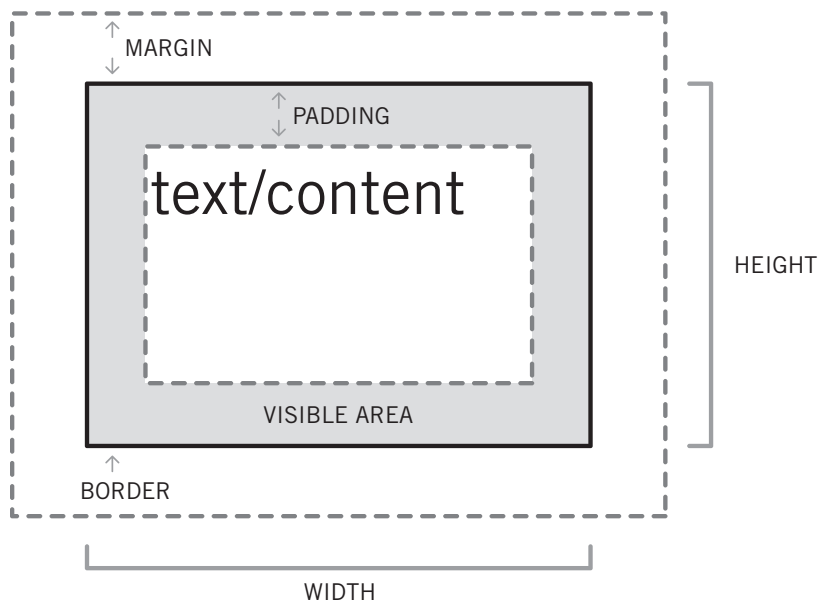 MARGIN
PADDING
text/content
HEIGHT
VISIBLE AREA
BORDER
WIDTH